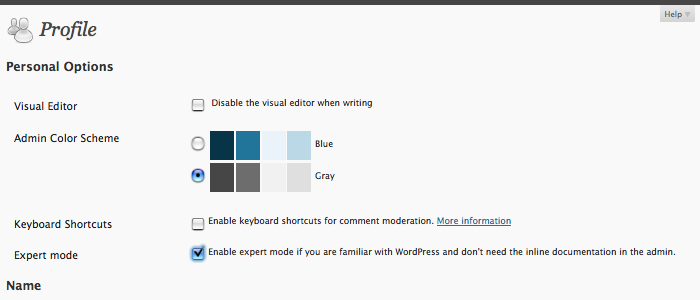 Help
Profile
Personal Options
Visual Editor Disable the visual editor when writing
Admin Color Scheme Blue
Gray
Keyboard Shortcuts Enable keyboard shortcuts for comment moderation. More information
Expert mode Enable expert mode if you are familiar with WordPress and don't need the inline documentation in the admin.
Name